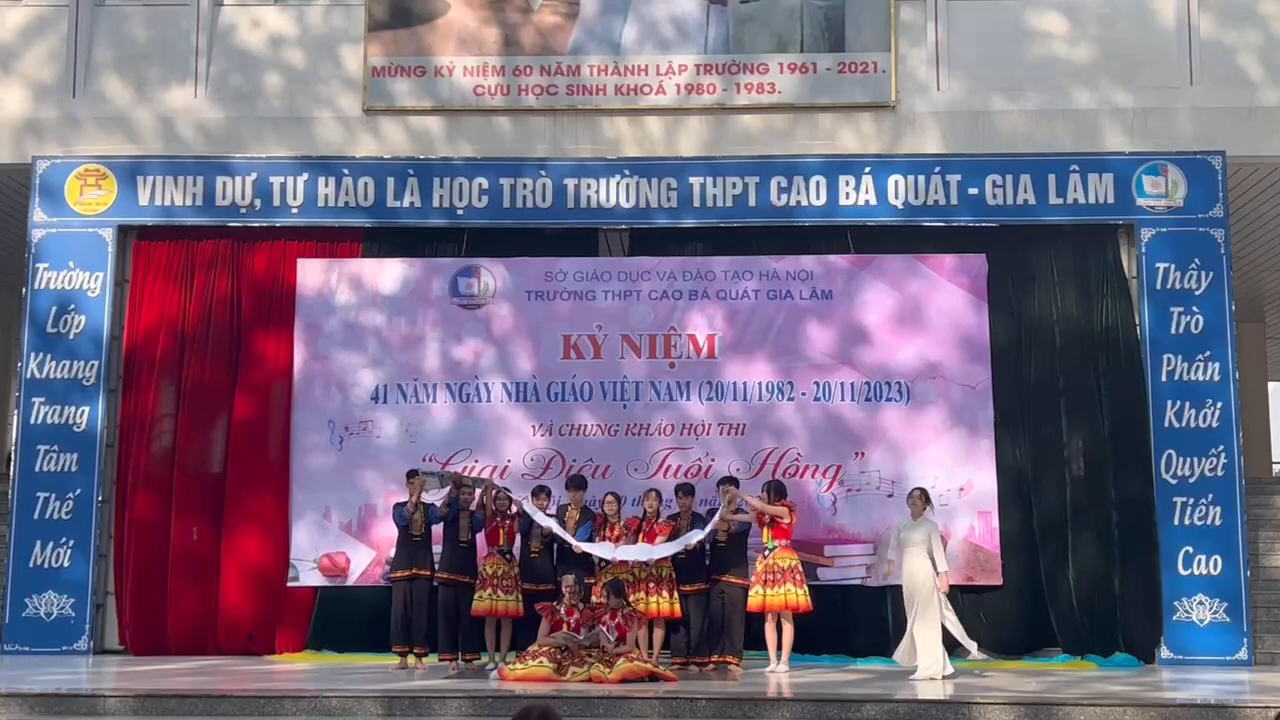 MỪNG KỶ NIỆM 60 NĂM THÀNH LẬP TRƯỜNG 1961 - 2021.
CỰU HỌC SINH KHOÁ 1980 - 1983.
VINH DỰ, TỰ HÀO LÀ HỌC TRÒ TRƯỜNG THPT CAO BÁ QUÁT - GIA LÂM
Trường
Lớp
Khang
Trang
Tâm
Thế
Mới
SỞ GIÁO DỤC VÀ ĐÀO TẠO HÀ NỘI
TRƯỜNG THPT CAO BÁ QUÁT GIA LÂM
KỶ NIỆM
41 NĂM NGÀY NHÀ GIÁO VIỆT NAM (20/11/1982 - 20/11/2023)
VÀ CHUNG KHẢO HỘI THI
"Giai Điệu Tuổi Hồng"
Thầy
Trò
Phấn
Khởi
Quyết
Tiến
Cao